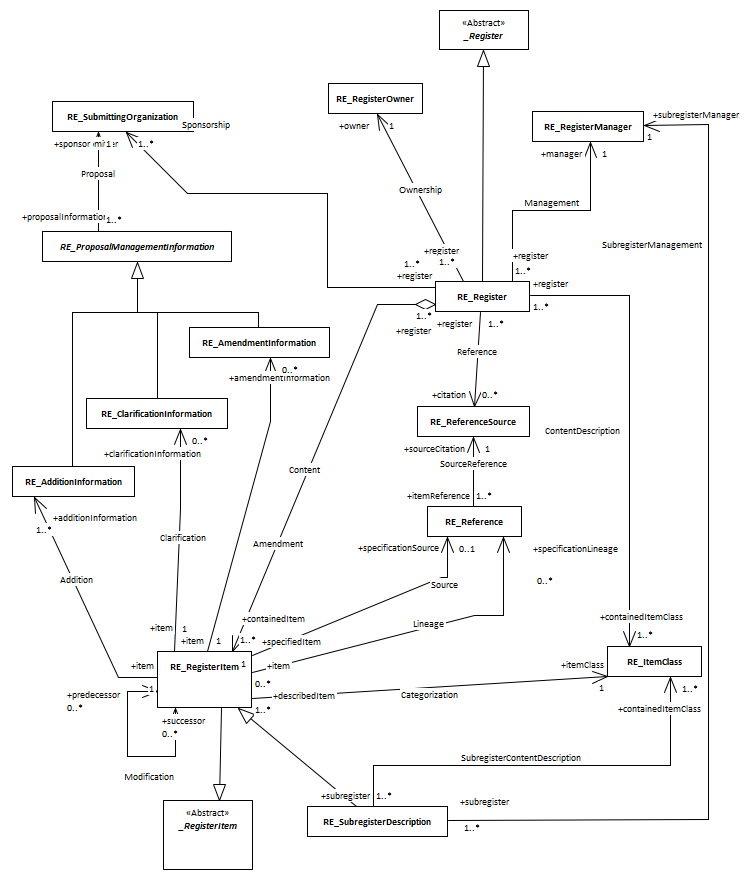 «Abstract»
_Register
RE_SubmittingOrganization
RE_RegisterOwner
RE_RegisterManager
+subregisterManager
1
Sponsorship
+owner
1
+manager
1
1..*
1
Proposal
Ownership
Management
+proposalInformation
1..*
SubregisterManagement
RE_ProposalManagementInformation
+register
1..*
1..*
+register
+register
1..*
RE_Register
+register
1..*
1..*
+register
+register
1..*
RE_AmendmentInformation
Reference
0..*
+amendmentInformation
+citation
0..*
RE_ClarificationInformation
RE_ReferenceSource
ContentDescription
0..*
+clarificationInformation
+sourceCitation
1
SourceReference
Content
RE_AdditionInformation
+itemReference
1..*
+additionInformation
1..*
RE_Reference
Clarification
Amendment
+specificationSource
0..1
+specificationLineage
Addition
Source
0..*
+containedItem
Lineage
+containedItemClass
+item
1
+item
1
1..*
+specifiedItem
1..*
+item
RE_RegisterItem
1
+item
+itemClass
RE_ItemClass
+predecessor
1
0..*
+describedItem
Categorization
1
1..*
0..*
+successor
1..*
+containedItemClass
0..*
Modification
SubregisterContentDescription
+subregister
1..*
+subregister
«Abstract»
_RegisterItem
RE_SubregisterDescription
1..*